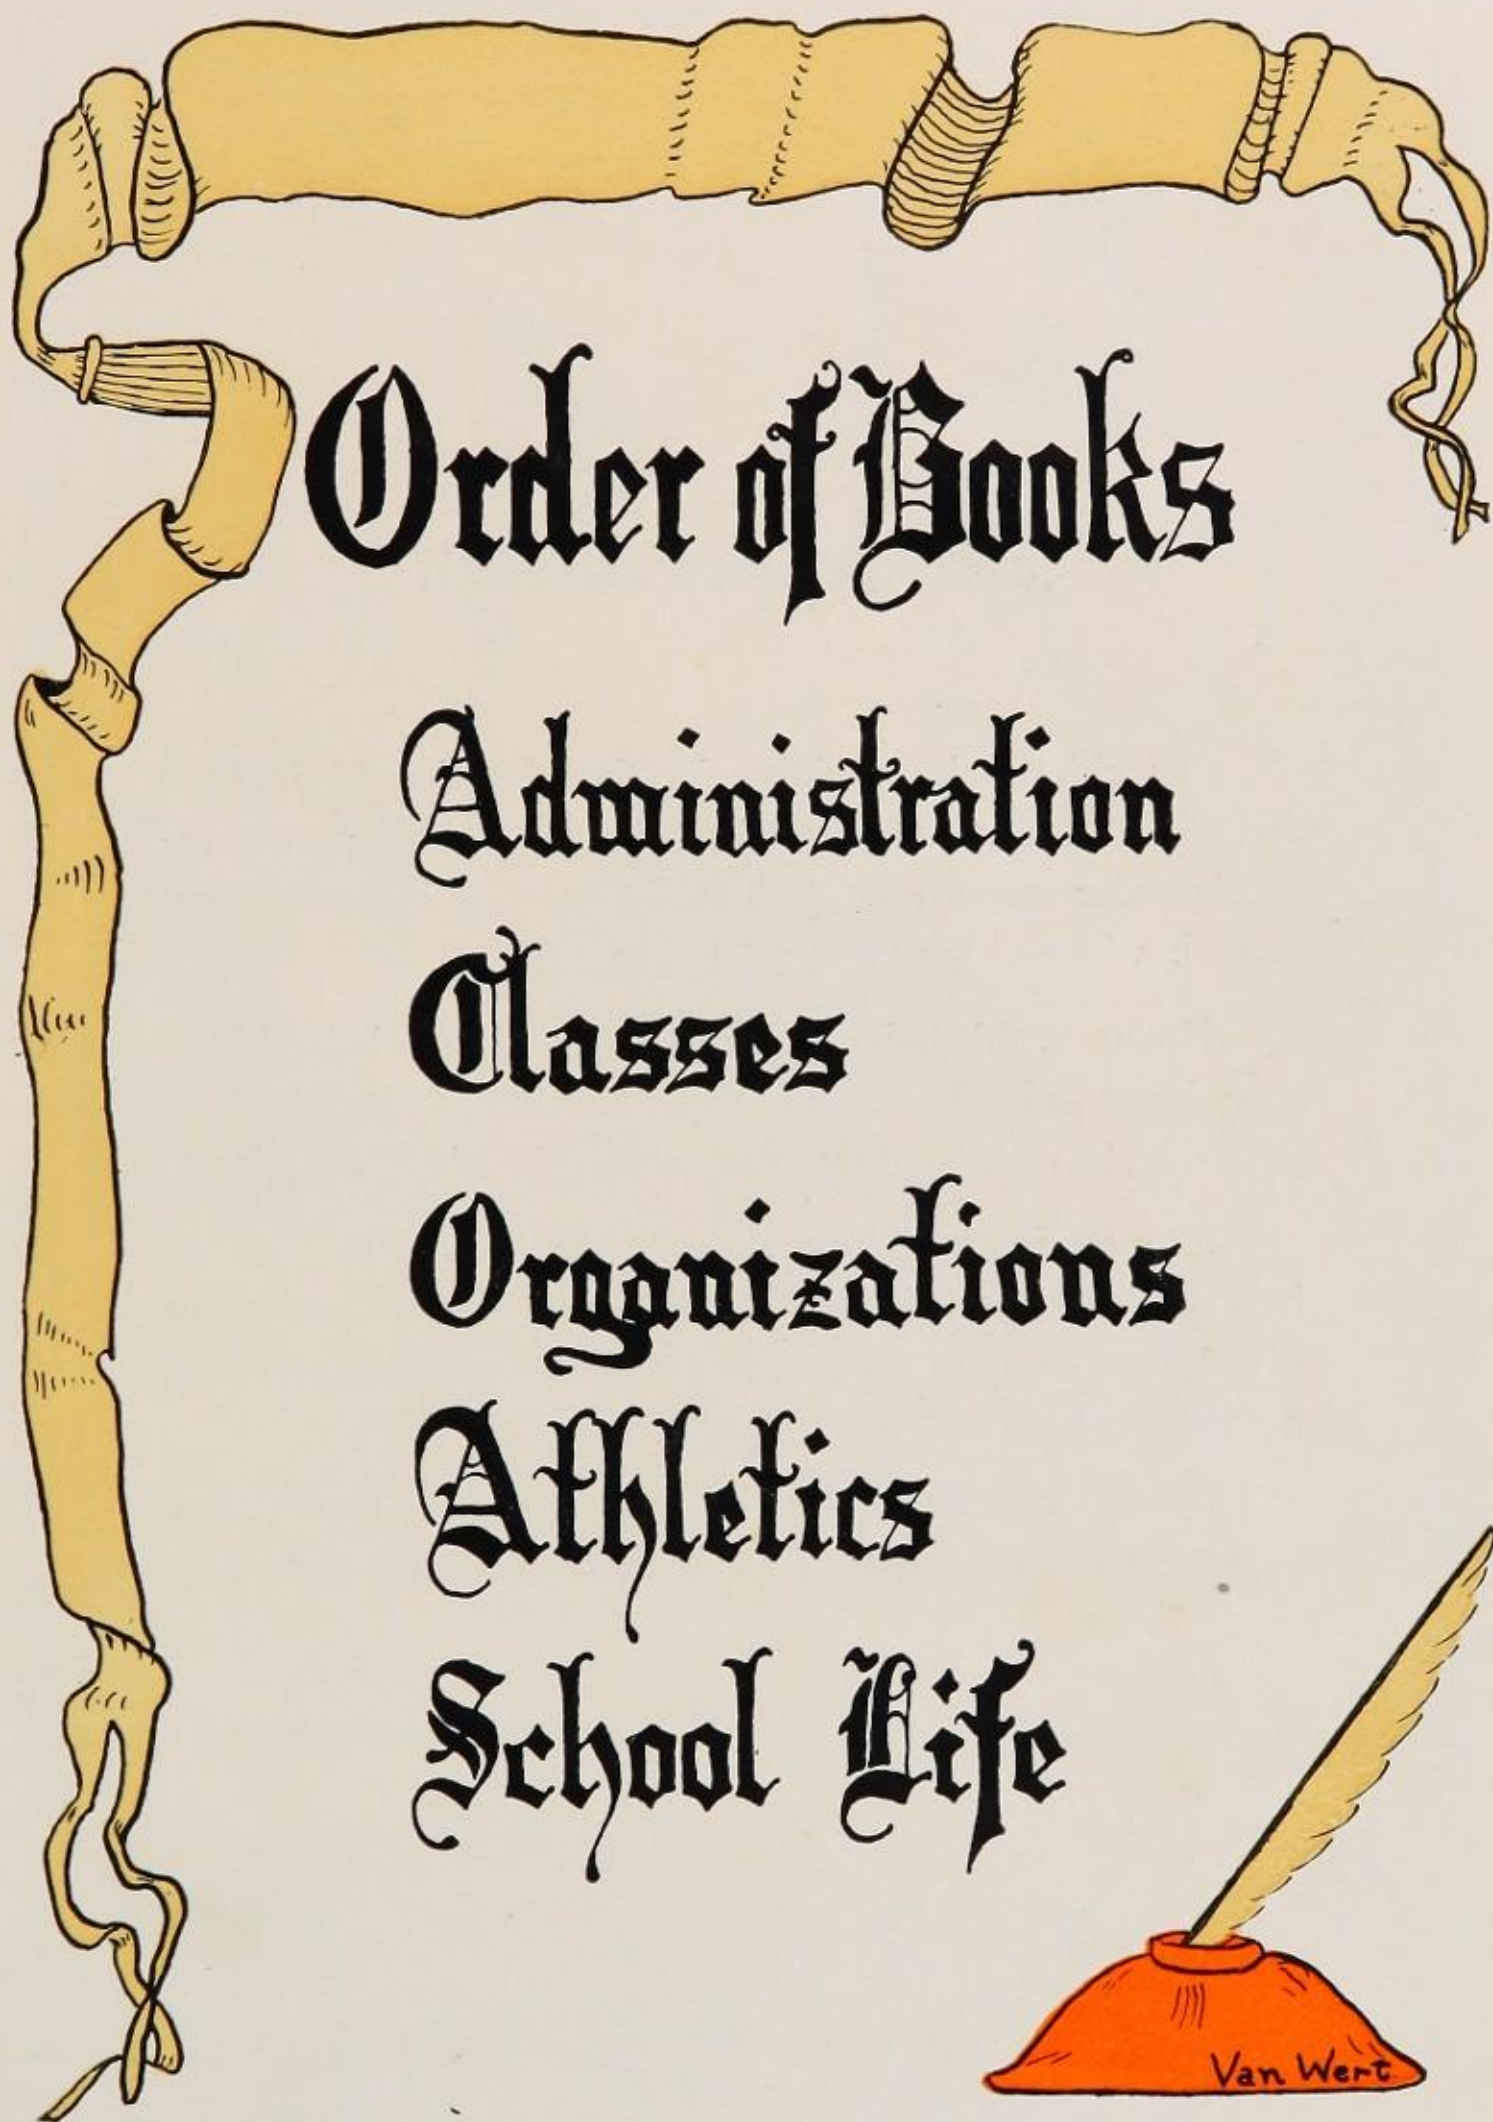 Order of Books
Administration
Classes
Organizations
Athletics
School Life
Van Wert